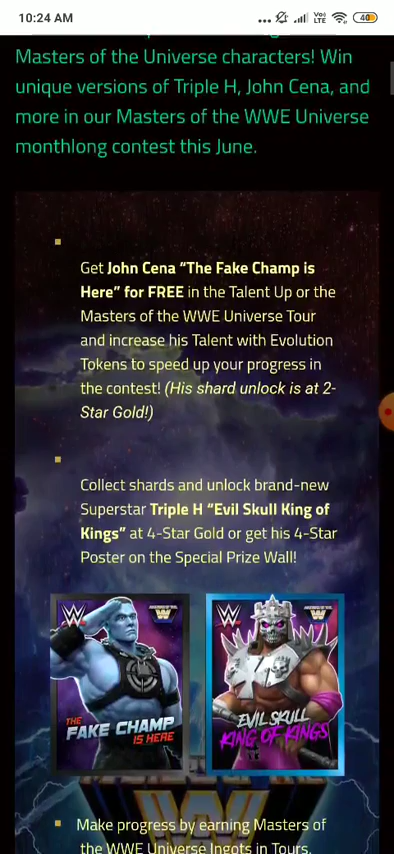 10:24 AM
Vo)
LTE
40
Masters of the Universe characters! Win
unique versions of Triple H, John Cena, and
more in our Masters of the WWE Universe
monthlong contest this June.
Get John Cena “The Fake Champ is
Here” for FREE in the Talent Up or the
Masters of the WWE Universe Tour
and increase his Talent with Evolution
Tokens to speed up your progress in
the contest! (His shard unlock is at 2-
Star Gold!)
Collect shards and unlock brand-new
Superstar Triple H “Evil Skull King of
Kings” at 4-Star Gold or get his 4-Star
Poster on the Special Prize Wall!
THE
FAKE CHAMP
IS HERE
EVIL SKULL
KING OF KINGS
Make progress by earning Masters of
the WWE Universe Ingots in Tours,